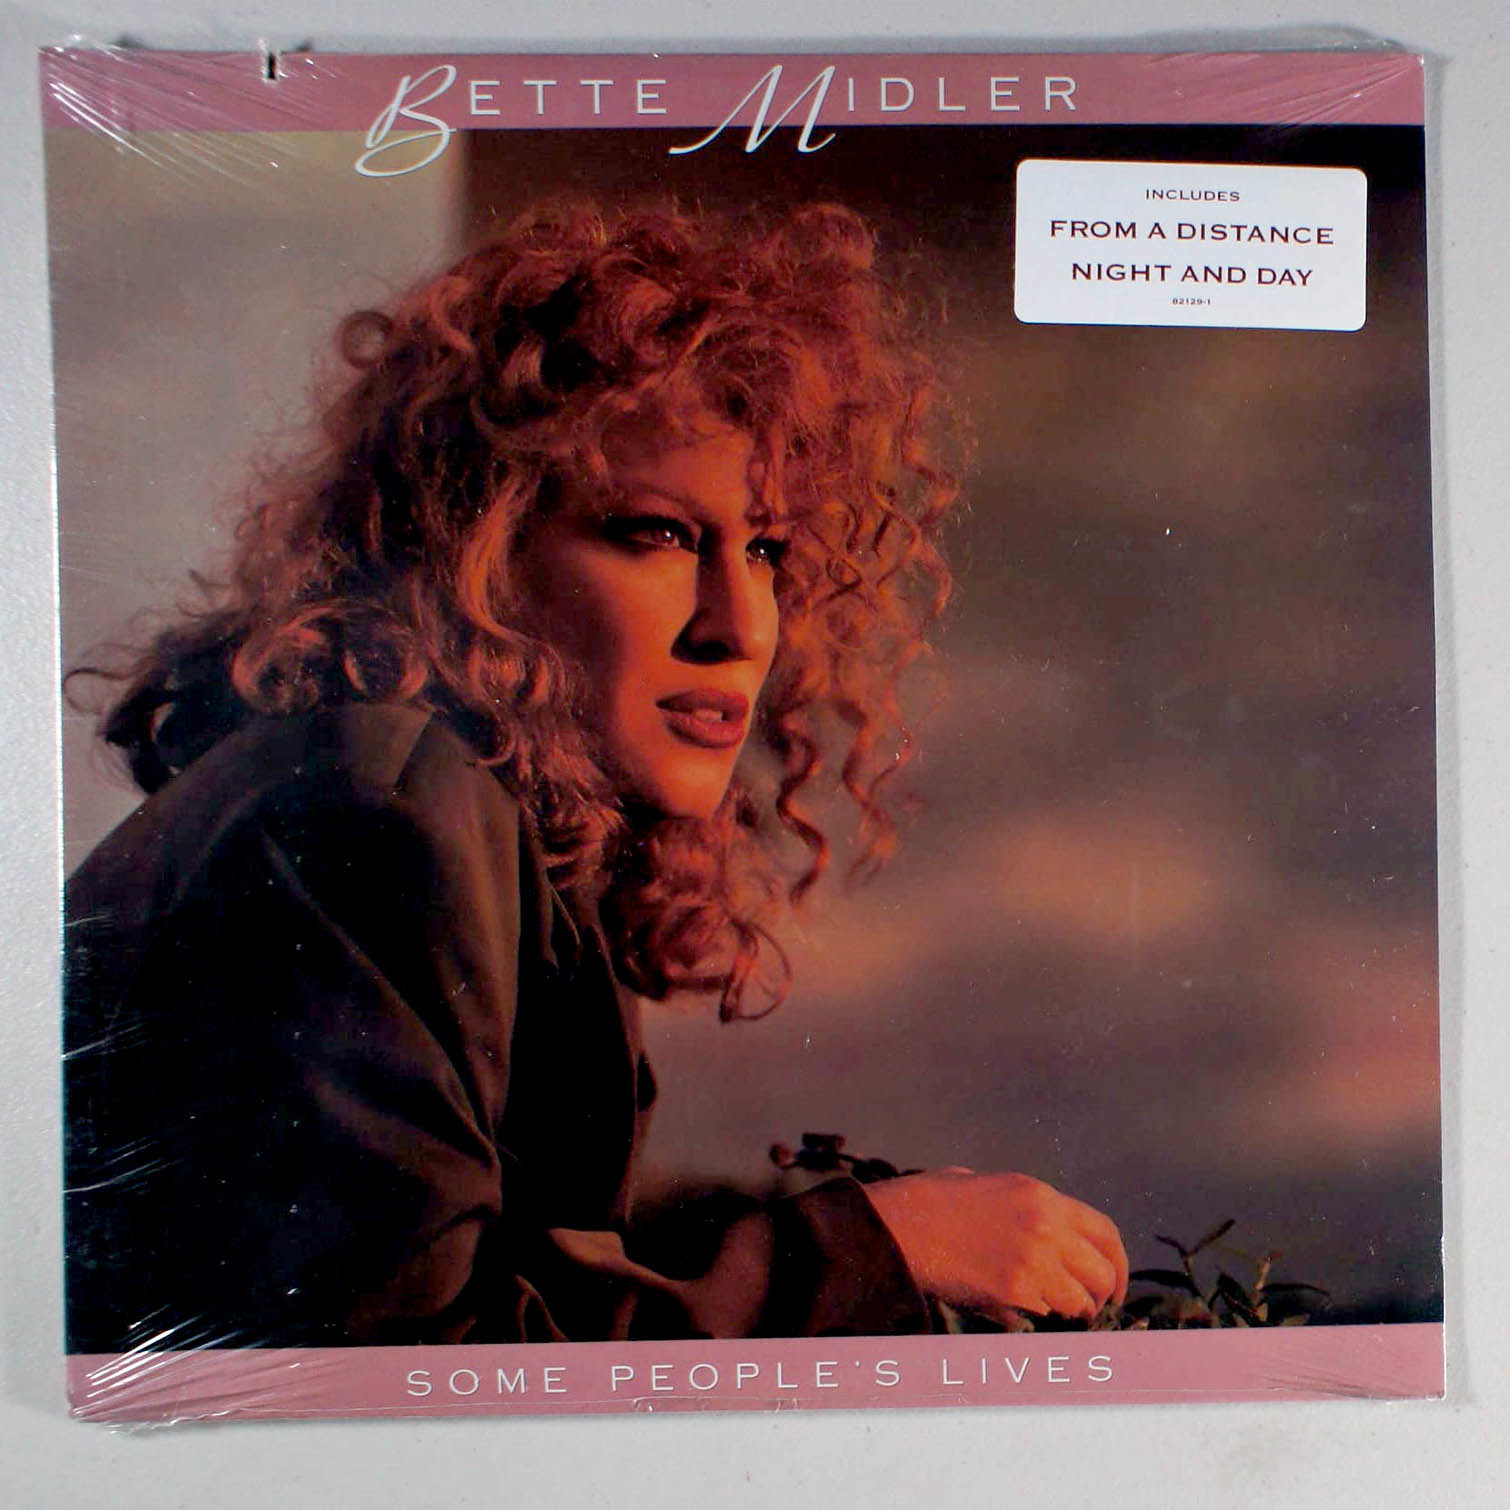 BETTE MIDLER
INCLUDES
FROM A DISTANCE
NIGHT AND DAY
82129-1
SOME PEOPLE'S LIVES